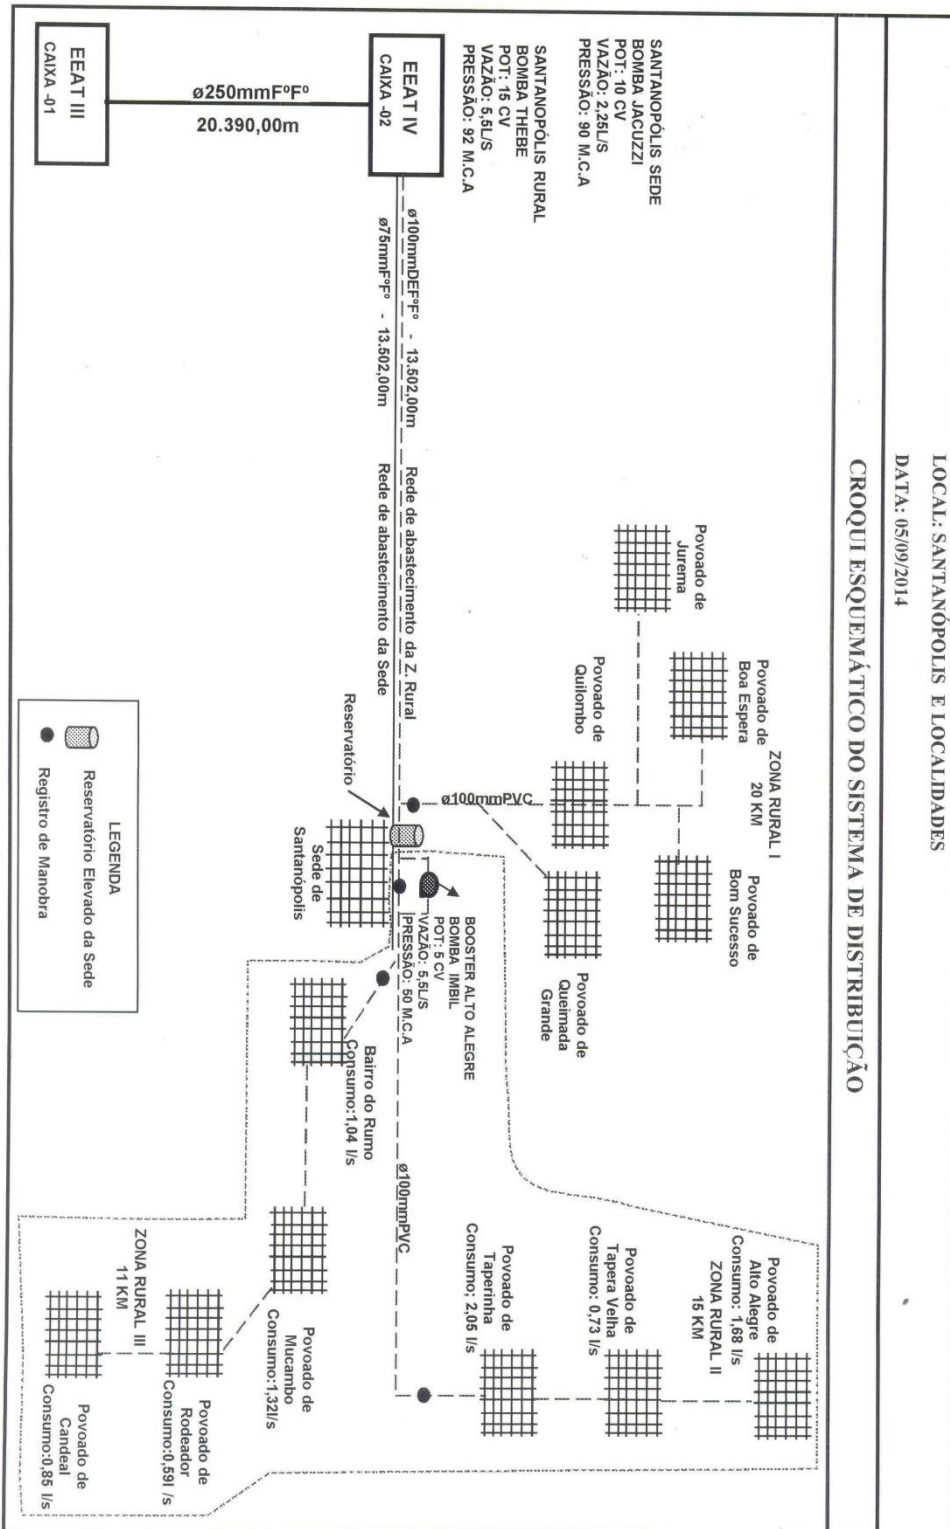 LOCAL: SANTANÓPOLIS E LOCALIDADES
DATA: 05/09/2014
CROQUI ESQUEMÁTICO DO SISTEMA DE DISTRIBUIÇÃO
SANTANOPÓLIS SEDE
BOMBA JACUZZI
POT: 10 CV
VAZÃO: 2,25L/S
PRESSÃO: 90 M.C.A
SANTANOPÓLIS RURAL
BOMBA THEBE
POT: 15 CV
VAZÃO: 5,5L/S
PRESSÃO: 92 M.C.A
EEAT IV
CAIXA -02
ø250mmFºFº
20.390,00m
EEAT III
CAIXA -01
ø100mmDEFºFº - 13.502,00m
Rede de abastecimento da Z. Rural
ø75mmFºFº - 13.502,00m
Rede de abastecimento da Sede
Povoado de
Jurema
Povoado de
Boa Espera
ZONA RURAL I
20 KM
Povoado de
Quilombo
Povoado de
Bom Sucesso
ø100mmPVC
Povoado de
Queimada
Grande
Reservatório
Sede de
Santanópolis
BOOSTER ALTO ALEGRE
BOMBA IMBIL
POT: 5 CV
VAZÃO: 5,5L/S
PRESSÃO: 50 M.C.A
Bairro do Rumo
Consumo:1,04 l/s
ø100mmPVC
Povoado de
Alto Alegre
Consumo: 1,68 l/s
ZONA RURAL II
15 KM
Povoado de
Tapera Velha
Consumo: 0,73 l/s
Povoado de
Taperinha
Consumo; 2,05 l/s
Povoado de
Mucambo
Consumo:1,32l/s
ZONA RURAL III
11 KM
Povoado de
Rodeador
Consumo:0,59l /s
Povoado de
Candeal
Consumo:0,85 l/s
LEGENDA
Reservatório Elevado da Sede
Registro de Manobra